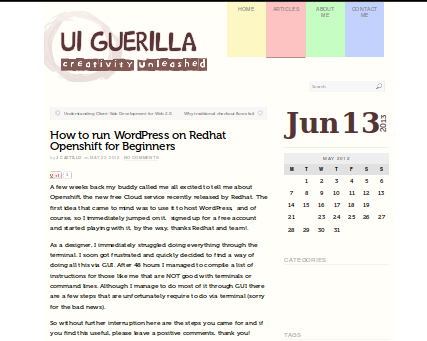 HOME ARTICLES ABOUT ME CONTACT ME
UI GUERILLA
creativity unleashed
Search
Understanding Client-Side Development for Web 2.0
Why traditional checkout flows fail
Jun13 2013
How to run WordPress on Redhat
Openshift for Beginners
by J CASTILLO on MAY 23, 2012 · NO COMMENTS
A few weeks back my buddy called me all excited to tell me about
Openshift, the new free Cloud service recently released by Redhat. The
first idea that came to mind was to use it to host WordPress, and of
course, so I immediately jumped on it, signed up for a free account
and started playing with it, by the way, thanks Redhat and team!.
As a designer, I immediately struggled doing everything through the
terminal, I soon got frustrated and quickly decided to find a way of
doing all this via GUI. After 48 hours I managed to compile a list of
instructions for those like me that are NOT good with terminals or
command lines. Although I manage to do most of it through GUI there
are a few steps that are unfortunately require to do via terminal (sorry
for the bad news).
So without further interruption here are the steps you came for and if
you find this useful, please leave a positive comment, thank you!
MAY 2012
M T W T F S S
1 2 3 4 5 6
7 8 9 10 11 12 13
14 15 16 17 18 19
21 23 24 25 26 27
28 29 30 31
CATEGORIES
TAGS